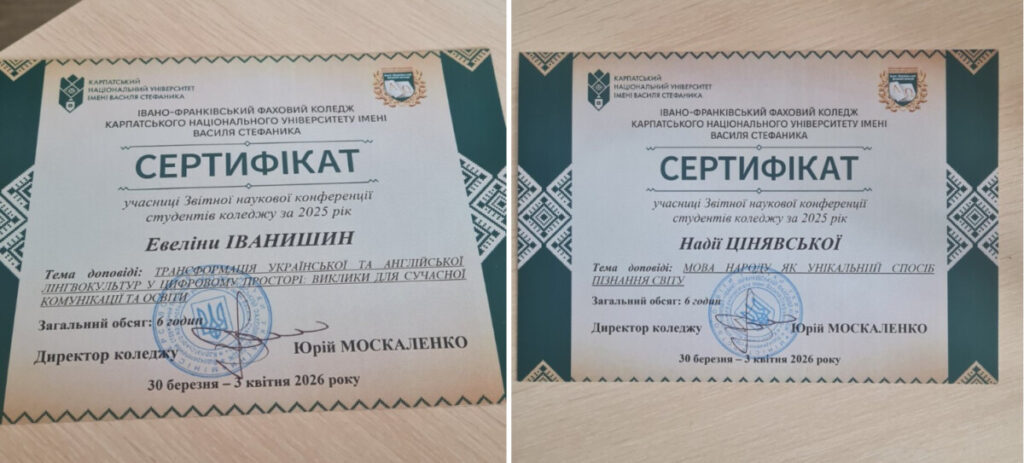 КАРПАТСЬКИЙ
НАЦІОНАЛЬНИЙ УНІВЕРСИТЕТ
ІМЕНІ ВАСИЛЯ СТЕФАНИКА
ІВАНО-ФРАНКІВСЬКИЙ ФАХОВИЙ КОЛЕДЖ
КАРПАТСЬКОГО НАЦІОНАЛЬНОГО УНІВЕРСИТЕТУ ІМЕНІ
ВАСИЛЯ СТЕФАНИКА
СЕРТИФІКАТ
учасниці Звітної наукової конференції
студентів коледжу за 2025 рік
Евеліни ІВАНИШИН
Тема доповіді: ТРАНСФОРМАЦІЯ УКРАЇНСЬКОЇ ТА АНГЛІЙСЬКОЇ
ЛІНГВОКУЛЬТУР У ЦИФРОВОМУ ПРОСТОРІ: ВИКЛИКИ ДЛЯ СУЧАСНОЇ
КОМУНІКАЦІЇ ТА ОСВІТИ
Загальний обсяг: 6 годин
Директор коледжу Юрій МОСКАЛЕНКО
30 березня – 3 квітня 2026 року
КАРПАТСЬКИЙ
НАЦІОНАЛЬНИЙ УНІВЕРСИТЕТ
ІМЕНІ ВАСИЛЯ СТЕФАНИКА
ІВАНО-ФРАНКІВСЬКИЙ ФАХОВИЙ КОЛЕДЖ
КАРПАТСЬКОГО НАЦІОНАЛЬНОГО УНІВЕРСИТЕТУ ІМЕНІ
ВАСИЛЯ СТЕФАНИКА
СЕРТИФІКАТ
учасниці Звітної наукової конференції
студентів коледжу за 2025 рік
Надії ЦІНЯВСЬКОЇ
Тема доповіді: МОВА НАРОДУ ЯК УНІКАЛЬНИЙ СПОСІБ
ПІЗНАННЯ СВІТУ
Загальний обсяг: 6 годин
Директор коледжу Юрій МОСКАЛЕНКО
30 березня – 3 квітня 2026 року